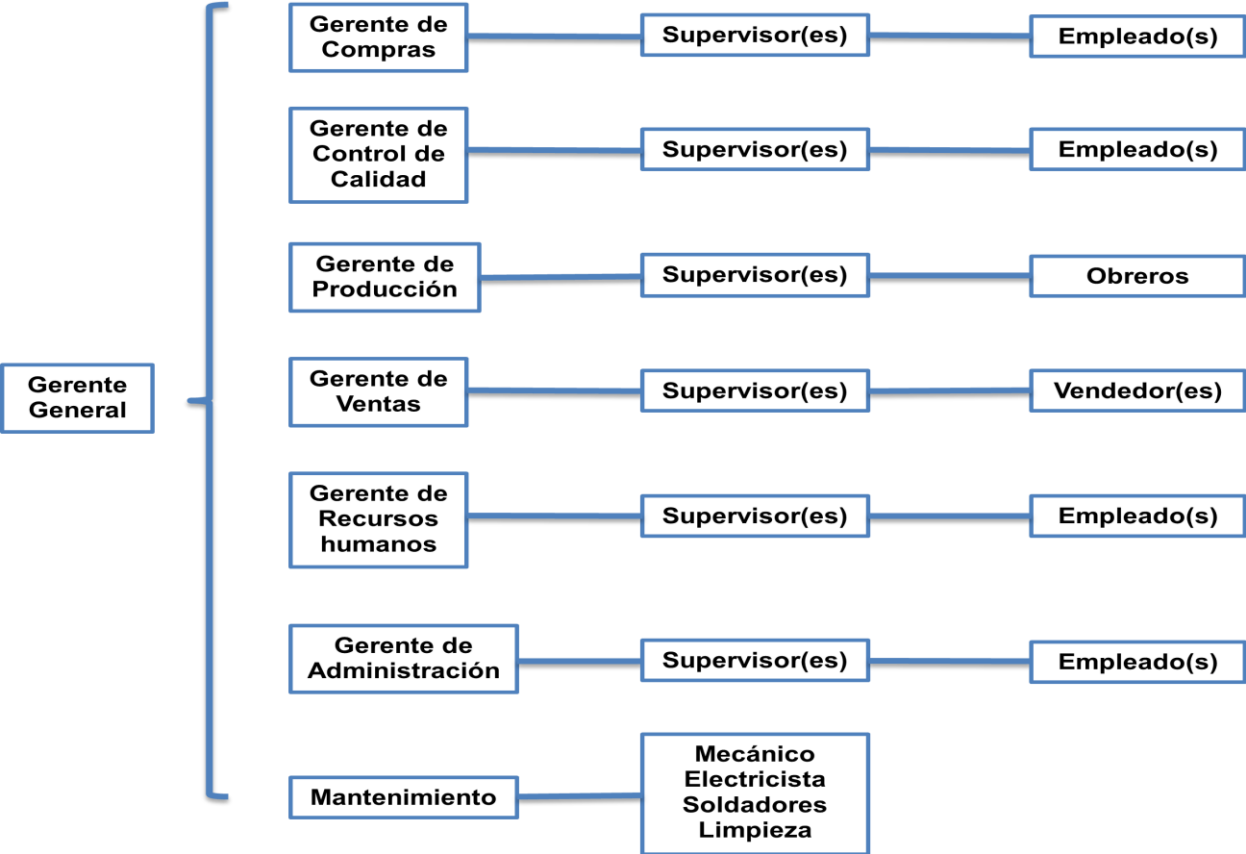 Gerente de
Compras
Supervisor(es)
Empleado(s)
Gerente de
Control de
Calidad
Supervisor(es)
Empleado(s)
Gerente de
Producción
Supervisor(es)
Obreros
Gerente
General
Gerente de
Ventas
Supervisor(es)
Vendedor(es)
Gerente de
Recursos
humanos
Supervisor(es)
Empleado(s)
Gerente de
Administración
Supervisor(es)
Empleado(s)
Mantenimiento
Mecánico
Electricista
Soldadores
Limpieza